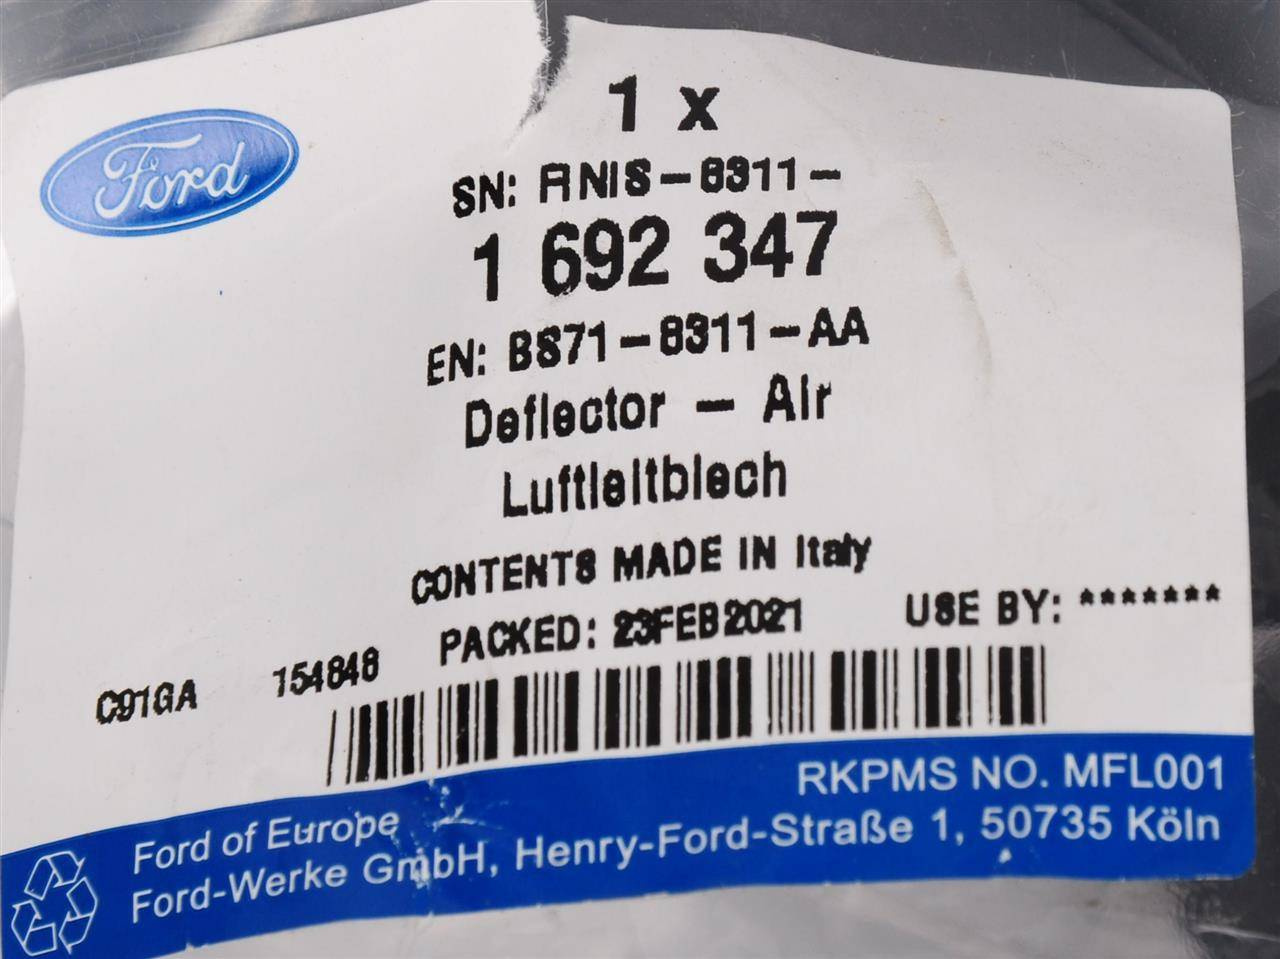 Ford
1 x
SN: RNIS-8311-
1 692 347
EN: BS71-8311-AA
Deflector - Air
Luftleitblech
CONTENTS MADE IN Italy
PACKED: 23FEB2021 USE BY: *******
C91GA 154848
RKPMS NO. MFL001
Ford of Europe
Ford-Werke GmbH, Henry-Ford-Straße 1, 50735 Köln